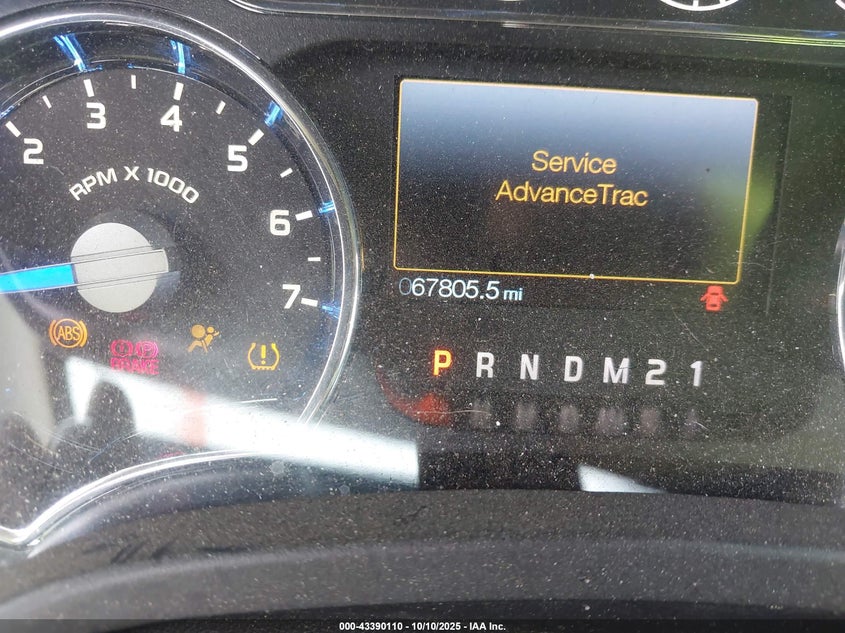 2 3 4 5 6 7
RPM X 1000
Service
AdvanceTrac
067805.5 mi
ABS
BRAKE
P R N D M 2 1
000-43390110 - 10/10/2025 - IAA Inc.